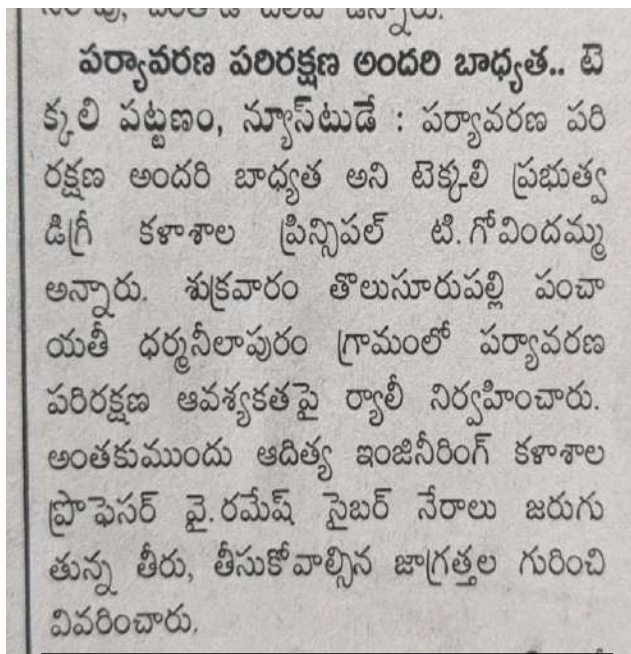 పర్యావరణ పరిరక్షణ అందరి బాధ్యత.. టె
క్కలి పట్టణం, న్యూస్‌టుడే : పర్యావరణ పరి
రక్షణ అందరి బాధ్యత అని టెక్కలి ప్రభుత్వ
డిగ్రీ కళాశాల ప్రిన్సిపల్ టి.గోవిందమ్మ
అన్నారు. శుక్రవారం తొలుసూరుపల్లి పంచా
యతీ ధర్మనీలాపురం గ్రామంలో పర్యావరణ
పరిరక్షణ ఆవశ్యకతపై ర్యాలీ నిర్వహించారు.
అంతకుముందు ఆదిత్య ఇంజినీరింగ్ కళాశాల
ప్రొఫెసర్ వై.రమేష్ సైబర్ నేరాలు జరుగు
తున్న తీరు, తీసుకోవాల్సిన జాగ్రత్తల గురించి
వివరించారు.